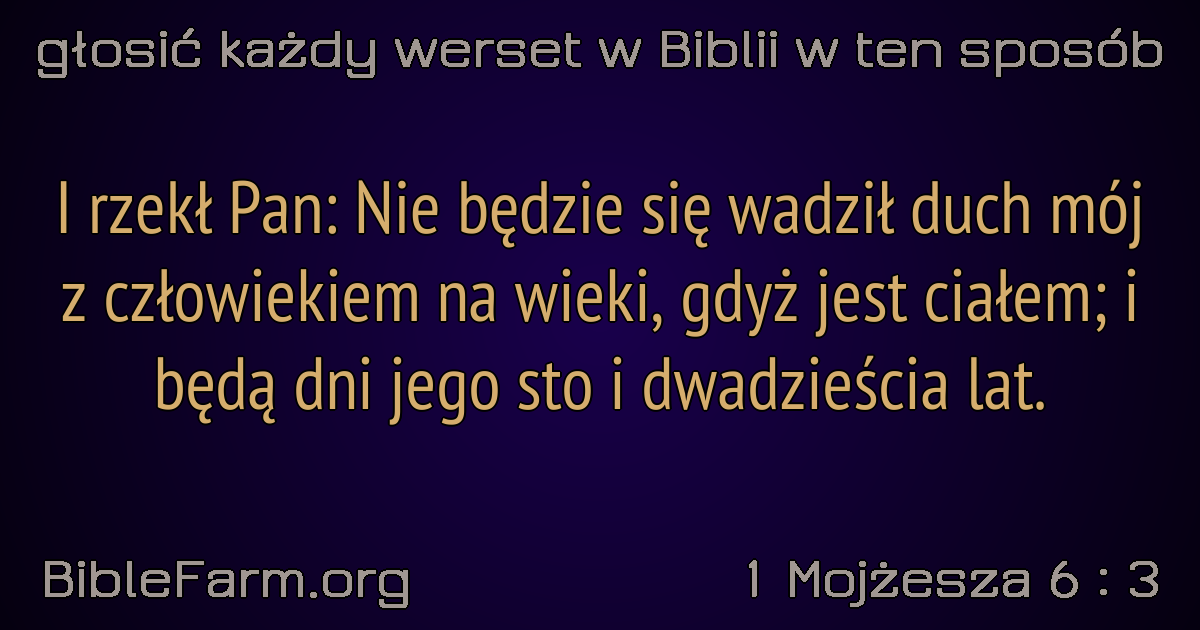 głosić każdy werset w Biblii w ten sposób
I rzekł Pan: Nie będzie się wadził duch mój
z człowiekiem na wieki, gdyż jest ciałem; i
będą dni jego sto i dwadzieścia lat.
BibleFarm.org
1 Mojżesza 6 : 3